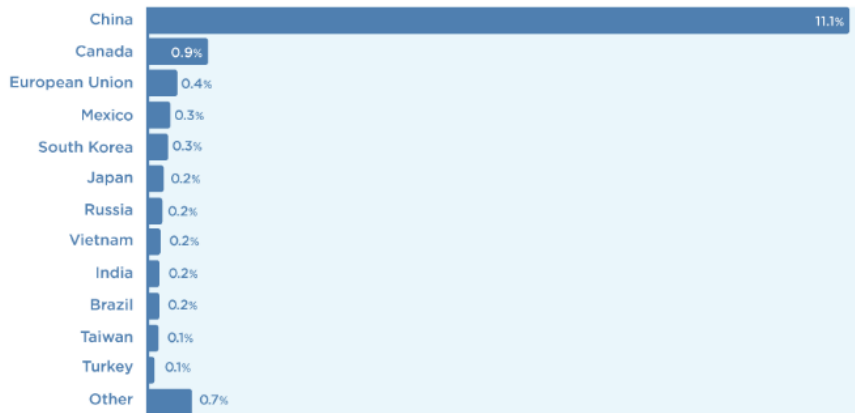 China 11.1%
Canada 0.9%
European Union 0.4%
Mexico 0.3%
South Korea 0.3%
Japan 0.2%
Russia 0.2%
Vietnam 0.2%
India 0.2%
Brazil 0.2%
Taiwan 0.1%
Turkey 0.1%
Other 0.7%